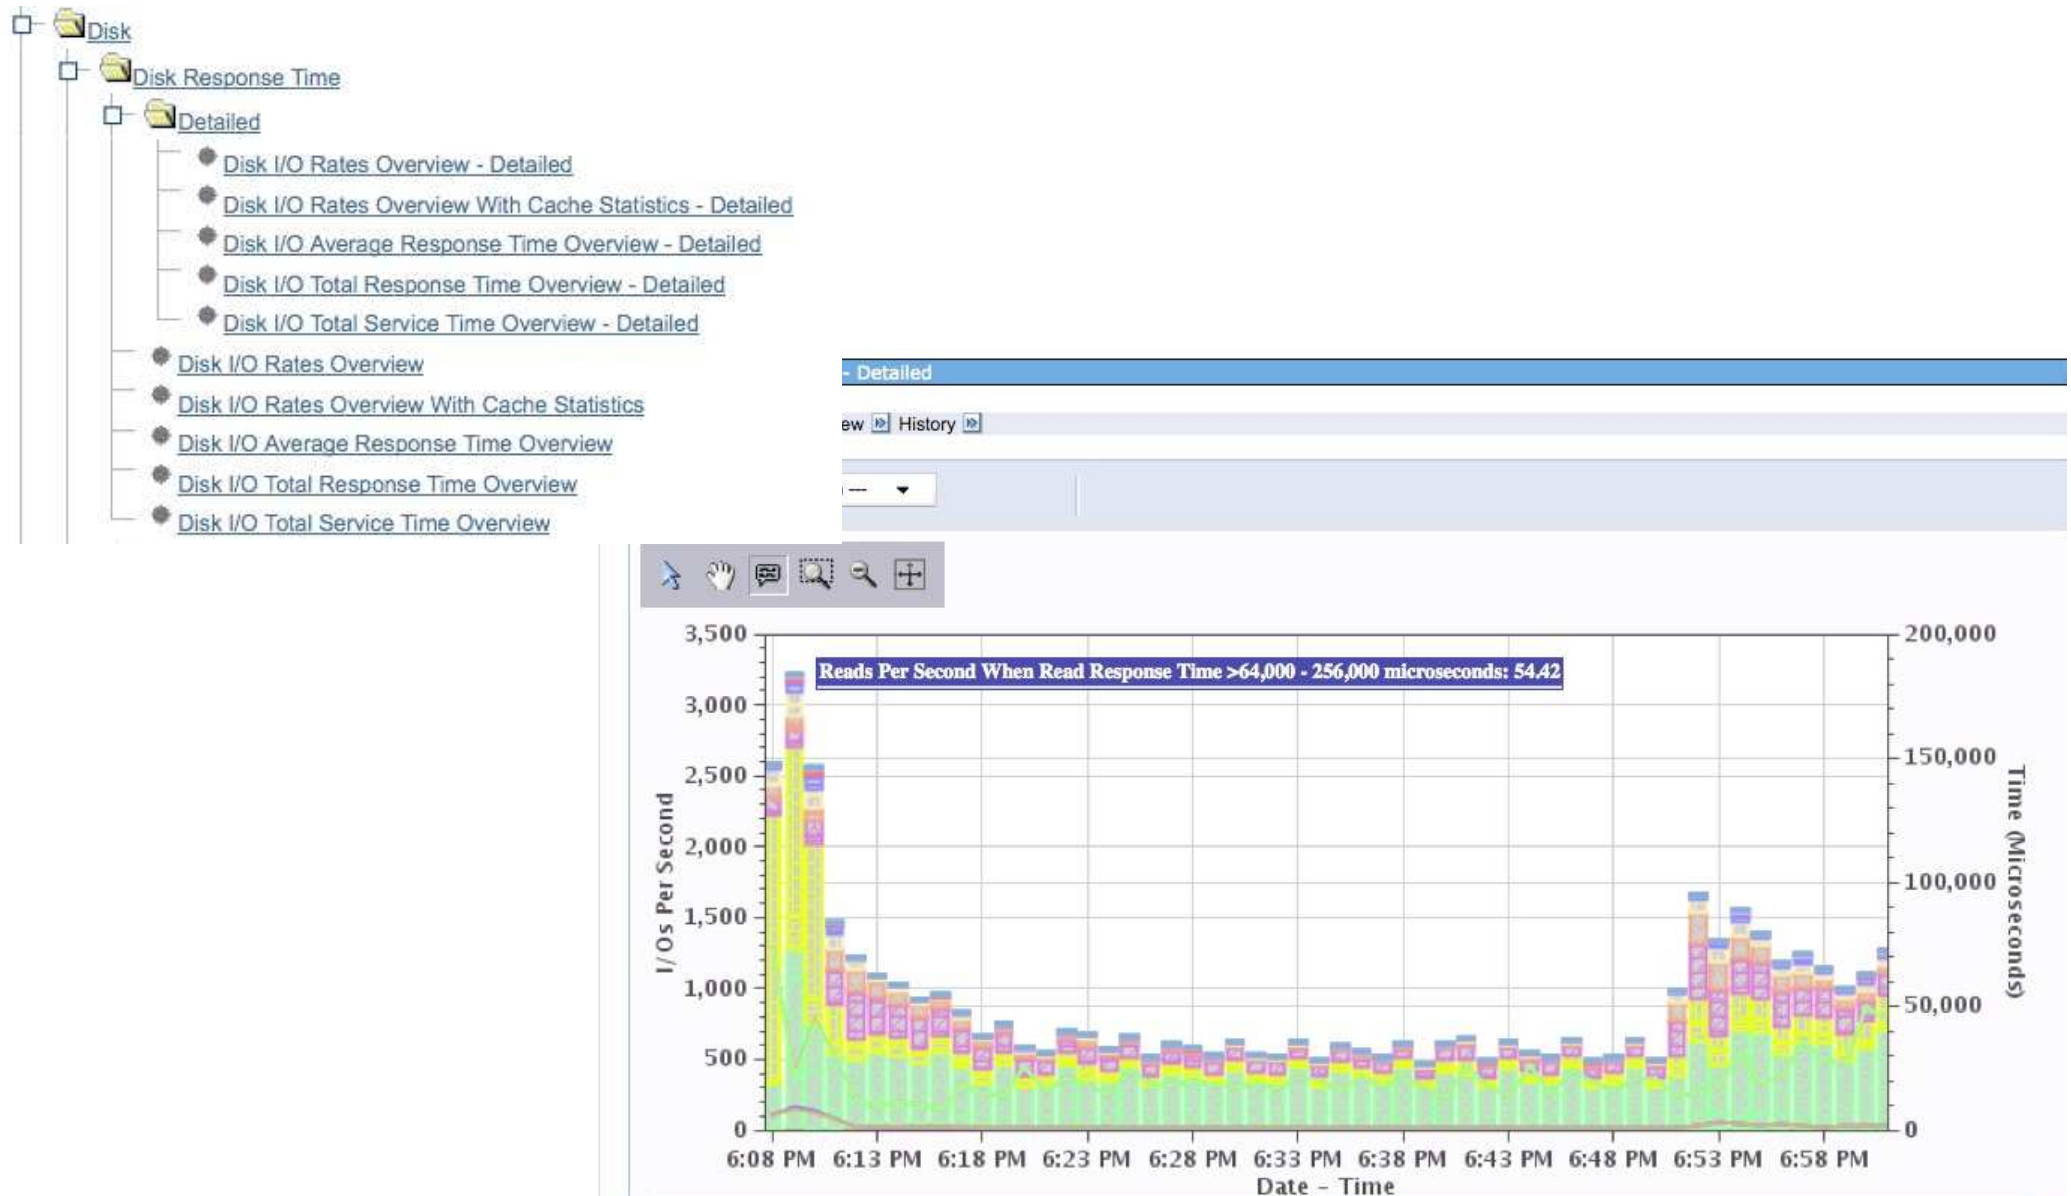 Disk
Disk Response Time
Detailed
Disk I/O Rates Overview - Detailed
Disk I/O Rates Overview With Cache Statistics - Detailed
Disk I/O Average Response Time Overview - Detailed
Disk I/O Total Response Time Overview - Detailed
Disk I/O Total Service Time Overview - Detailed
Disk I/O Rates Overview
Disk I/O Rates Overview With Cache Statistics
Disk I/O Average Response Time Overview
Disk I/O Total Response Time Overview
Disk I/O Total Service Time Overview
- Detailed
ew History
---
3,500
3,000
2,500
2,000
1,500
1,000
500
0
I/Os Per Second
Reads Per Second When Read Response Time >64,000 - 256,000 microseconds: 54.42
200,000
150,000
100,000
50,000
0
Time (Microseconds)
6:08 PM 6:13 PM 6:18 PM 6:23 PM 6:28 PM 6:33 PM 6:38 PM 6:43 PM 6:48 PM 6:53 PM 6:58 PM
Date - Time